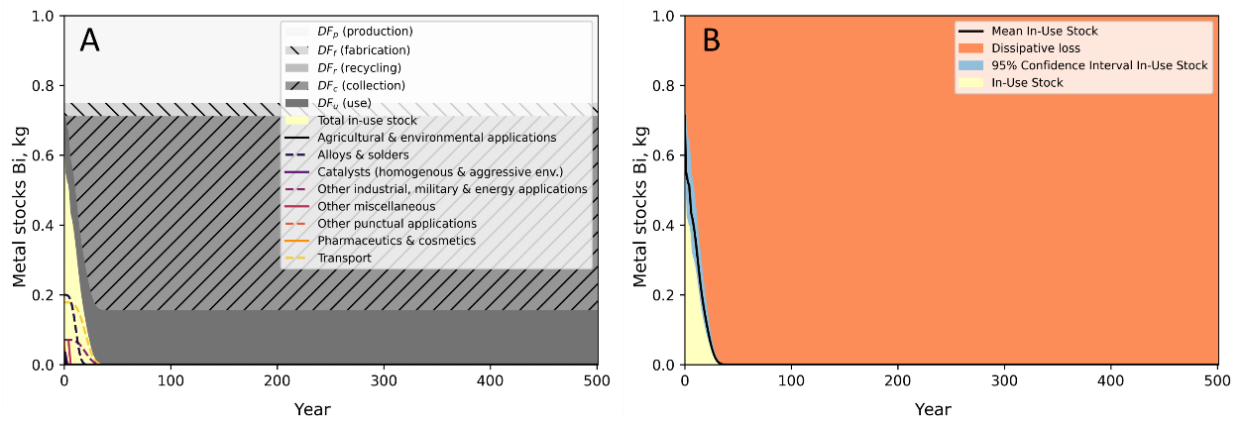 A
1.0
0.8
0.6
0.4
0.2
0.0
Metal stocks Bi, kg
DFp (production)
DFf (fabrication)
DFr (recycling)
DFc (collection)
DFu (use)
Total in-use stock
Agricultural & environmental applications
Alloys & solders
Catalysts (homogenous & aggressive env.)
Other industrial, military & energy applications
Other miscellaneous
Other punctual applications
Pharmaceutics & cosmetics
Transport
0 100 200 300 400 500
Year
B
1.0
0.8
0.6
0.4
0.2
0.0
Metal stocks Bi, kg
Mean In-Use Stock
Dissipative loss
95% Confidence Interval In-Use Stock
In-Use Stock
0 100 200 300 400 500
Year